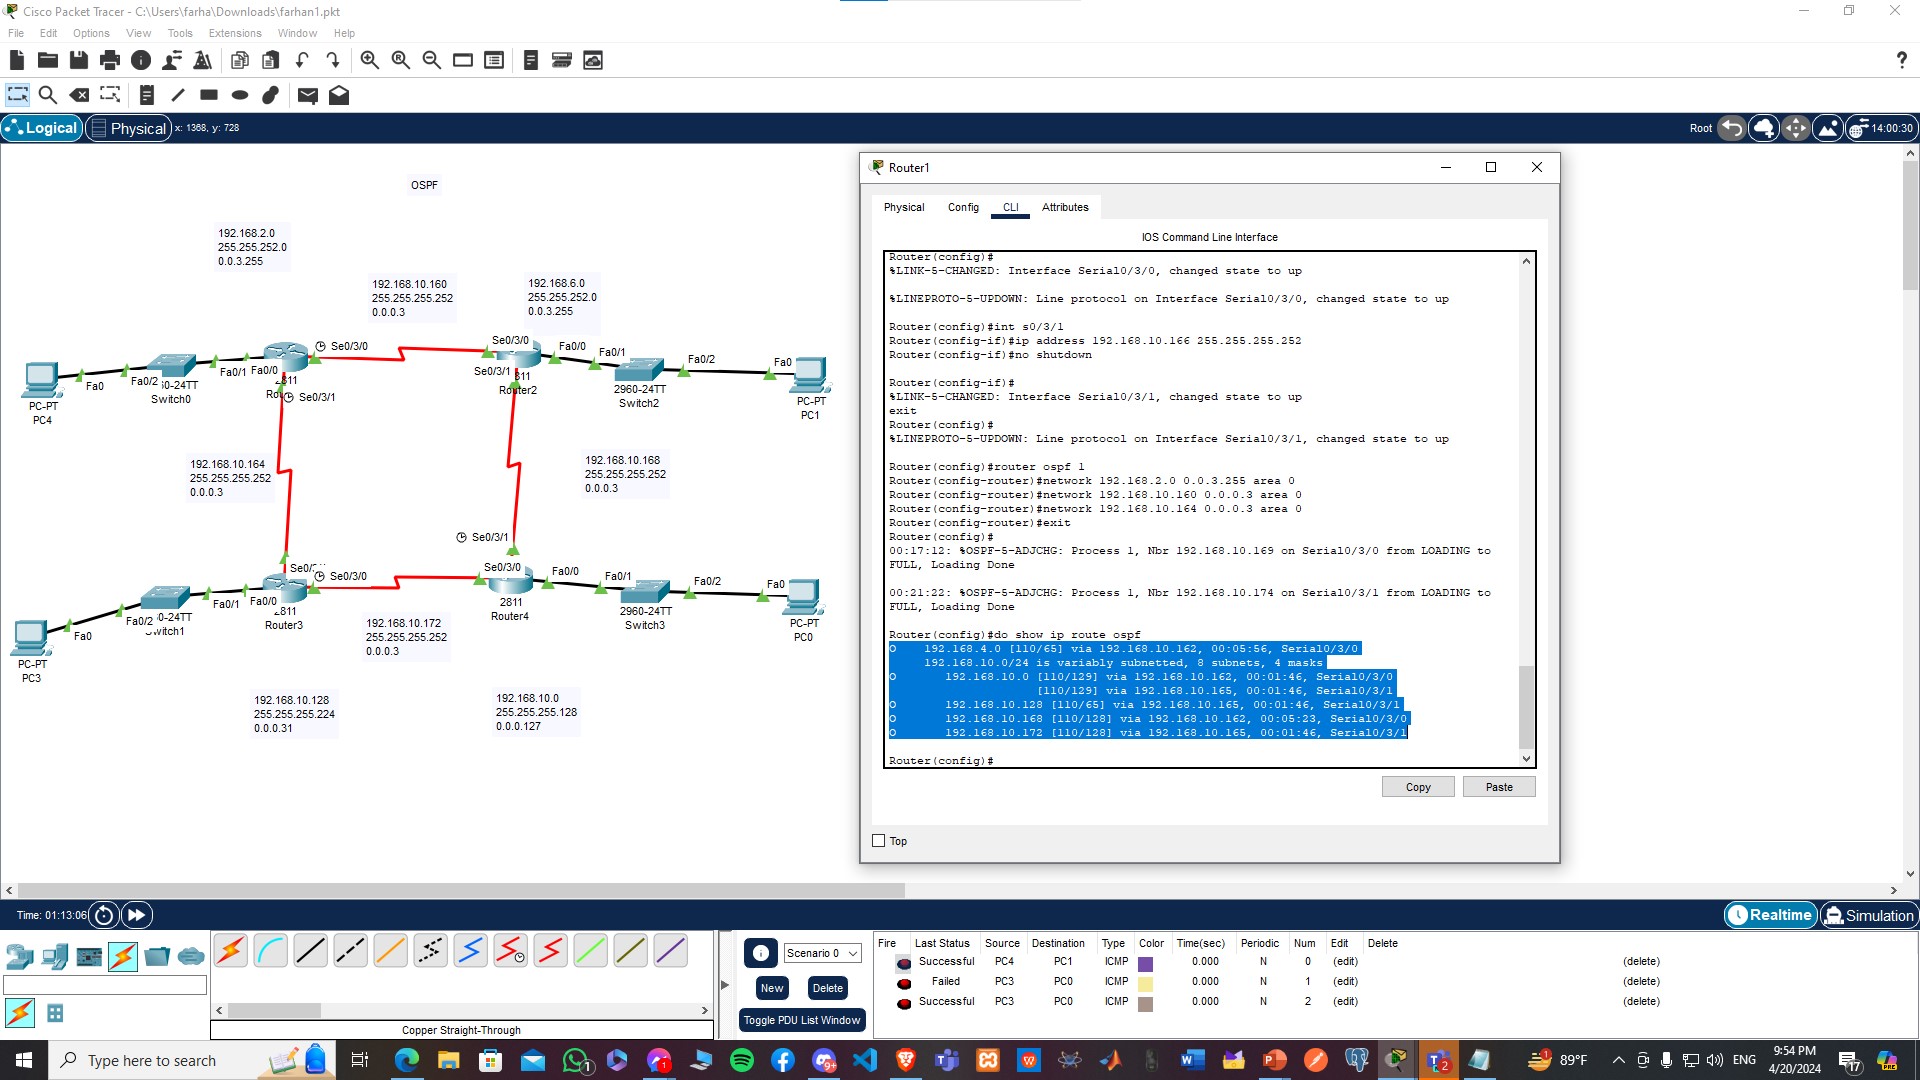 Cisco Packet Tracer - C:\Users\farha\Downloads\farhan1.pkt
File Edit Options View Tools Extensions Window Help
Logical Physical x: 1368, y: 728
Root 14:00:30
OSPF
192.168.2.0
255.255.252.0
0.0.3.255
192.168.10.160
255.255.255.252
0.0.0.3
192.168.6.0
255.255.252.0
0.0.3.255
Se0/3/0
Se0/3/0
Fa0/0
Fa0/1
Fa0/2
Fa0
Fa0
Fa0/2
Fa0/1
Fa0/0
Se0/3/1
Se0/3/1
PC-PT
PC4
Switch0
Router2
2960-24TT
Switch2
PC-PT
PC1
192.168.10.164
255.255.255.252
0.0.0.3
192.168.10.168
255.255.255.252
0.0.0.3
Se0/3/1
Se0/3/0
Se0/3/0
Fa0/0
Fa0/1
Fa0/2
Fa0
Fa0
Fa0/2
Fa0/1
Fa0/0
PC-PT
PC3
2811
Router3
2811
Router4
2960-24TT
Switch3
PC-PT
PC0
192.168.10.172
255.255.255.252
0.0.0.3
192.168.10.128
255.255.255.224
0.0.0.31
192.168.10.0
255.255.255.128
0.0.0.127
Router1
Physical Config CLI Attributes
IOS Command Line Interface
Router(config)#
%LINK-5-CHANGED: Interface Serial0/3/0, changed state to up
%LINEPROTO-5-UPDOWN: Line protocol on Interface Serial0/3/0, changed state to up
Router(config)#int s0/3/1
Router(config-if)#ip address 192.168.10.166 255.255.255.252
Router(config-if)#no shutdown
Router(config-if)#
%LINK-5-CHANGED: Interface Serial0/3/1, changed state to up
exit
Router(config)#
%LINEPROTO-5-UPDOWN: Line protocol on Interface Serial0/3/1, changed state to up
Router(config)#router ospf 1
Router(config-router)#network 192.168.2.0 0.0.3.255 area 0
Router(config-router)#network 192.168.10.160 0.0.0.3 area 0
Router(config-router)#network 192.168.10.164 0.0.0.3 area 0
Router(config-router)#exit
Router(config)#
00:17:12: %OSPF-5-ADJCHG: Process 1, Nbr 192.168.10.169 on Serial0/3/0 from LOADING to
FULL, Loading Done
00:21:22: %OSPF-5-ADJCHG: Process 1, Nbr 192.168.10.174 on Serial0/3/1 from LOADING to
FULL, Loading Done
Router(config)#do show ip route ospf
O 192.168.4.0 [110/65] via 192.168.10.162, 00:05:56, Serial0/3/0
192.168.10.0/24 is variably subnetted, 8 subnets, 4 masks
O 192.168.10.0 [110/129] via 192.168.10.162, 00:01:46, Serial0/3/0
[110/129] via 192.168.10.165, 00:01:46, Serial0/3/1
O 192.168.10.128 [110/65] via 192.168.10.165, 00:01:46, Serial0/3/1
O 192.168.10.168 [110/128] via 192.168.10.162, 00:05:23, Serial0/3/0
O 192.168.10.172 [110/128] via 192.168.10.165, 00:01:46, Serial0/3/1
Router(config)#
Copy Paste
Top
Time: 01:13:06
Realtime Simulation
Copper Straight-Through
Scenario 0
New Delete
Toggle PDU List Window
Fire Last Status Source Destination Type Color Time(sec) Periodic Num Edit Delete
Successful PC4 PC1 ICMP 0.000 N 0 (edit) (delete)
Failed PC3 PC0 ICMP 0.000 N 1 (edit) (delete)
Successful PC3 PC0 ICMP 0.000 N 2 (edit) (delete)
Type here to search
89°F
ENG
9:54 PM
4/20/2024
17